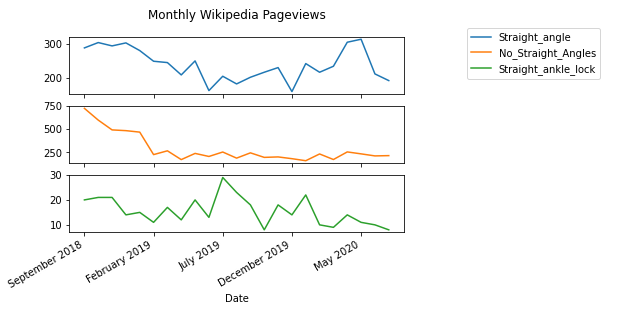 Monthly Wikipedia Pageviews
Straight_angle
No_Straight_Angles
Straight_ankle_lock
300
200
750
500
250
30
20
10
September 2018
February 2019
July 2019
December 2019
May 2020
Date